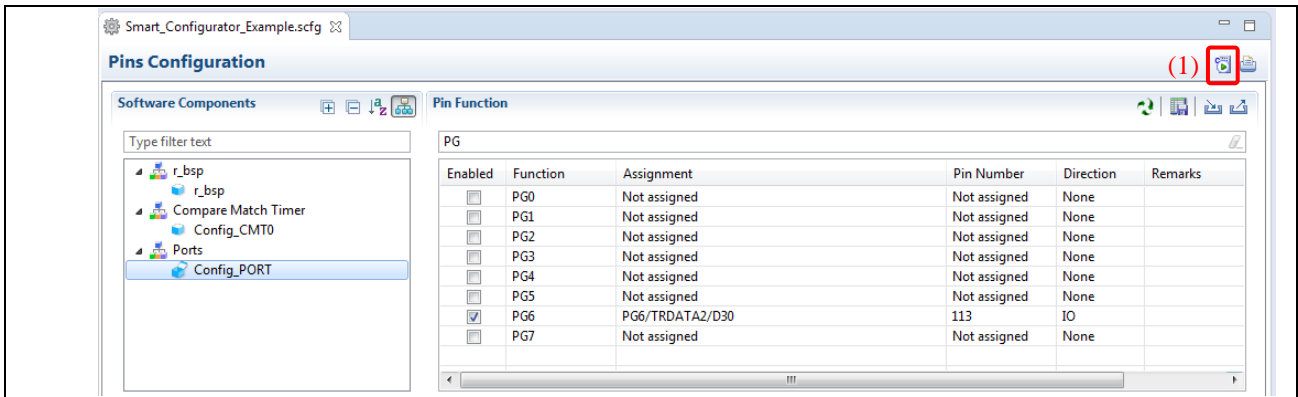 Smart_Configurator_Example.scfg
Pins Configuration
(1)
Software Components
Pin Function
Type filter text
PG
r_bsp
r_bsp
Compare Match Timer
Config_CMT0
Ports
Config_PORT
Enabled Function Assignment Pin Number Direction Remarks
PG0 Not assigned Not assigned None
PG1 Not assigned Not assigned None
PG2 Not assigned Not assigned None
PG3 Not assigned Not assigned None
PG4 Not assigned Not assigned None
PG5 Not assigned Not assigned None
PG6 PG6/TRDATA2/D30 113 IO
PG7 Not assigned Not assigned None